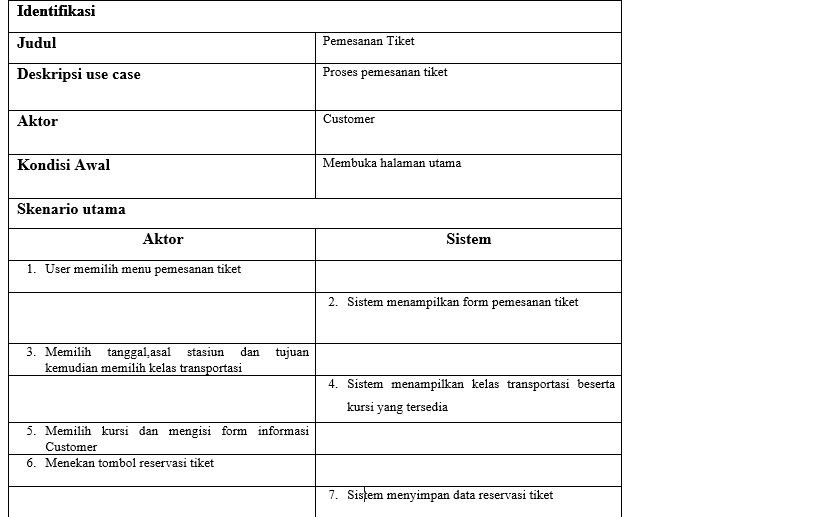 Identifikasi
Judul
Pemesanan Tiket
Deskripsi use case
Proses pemesanan tiket
Aktor
Customer
Kondisi Awal
Membuka halaman utama
Skenario utama
Aktor
Sistem
1. User memilih menu pemesanan tiket
2. Sistem menampilkan form pemesanan tiket
3. Memilih tanggal,asal stasiun dan tujuan
kemudian memilih kelas transportasi
4. Sistem menampilkan kelas transportasi beserta
kursi yang tersedia
5. Memilih kursi dan mengisi form informasi
Customer
6. Menekan tombol reservasi tiket
7. Sistem menyimpan data reservasi tiket